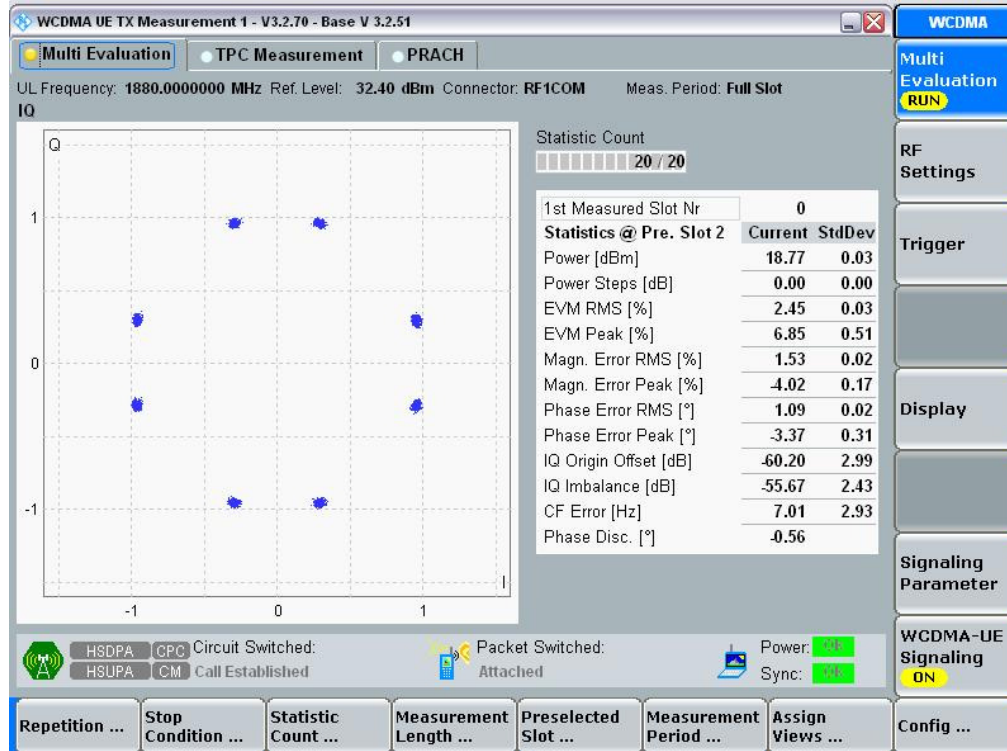 WCDMA UE TX Measurement 1 - V3.2.70 - Base V 3.2.51
WCDMA
Multi Evaluation
TPC Measurement
PRACH
UL Frequency: 1880.0000000 MHz Ref. Level: 32.40 dBm Connector: RF1COM Meas. Period: Full Slot
IQ
Q
1
0
-1
-1 0 1
I
Statistic Count
20 / 20
1st Measured Slot Nr 0
Statistics @ Pre. Slot 2 Current StdDev
Power [dBm] 18.77 0.03
Power Steps [dB] 0.00 0.00
EVM RMS [%] 2.45 0.03
EVM Peak [%] 6.85 0.51
Magn. Error RMS [%] 1.53 0.02
Magn. Error Peak [%] -4.02 0.17
Phase Error RMS [°] 1.09 0.02
Phase Error Peak [°] -3.37 0.31
IQ Origin Offset [dB] -60.20 2.99
IQ Imbalance [dB] -55.67 2.43
CF Error [Hz] 7.01 2.93
Phase Disc. [°] -0.56
Multi
Evaluation
RUN
RF
Settings
Trigger
Display
Signaling
Parameter
WCDMA-UE
Signaling
ON
HSDPA CPC Circuit Switched:
HSUPA CM Call Established
Packet Switched:
Attached
Power: Ok
Sync: Ok
Repetition ...
Stop
Condition ...
Statistic
Count ...
Measurement
Length ...
Preselected
Slot ...
Measurement
Period ...
Assign
Views ...
Config ...